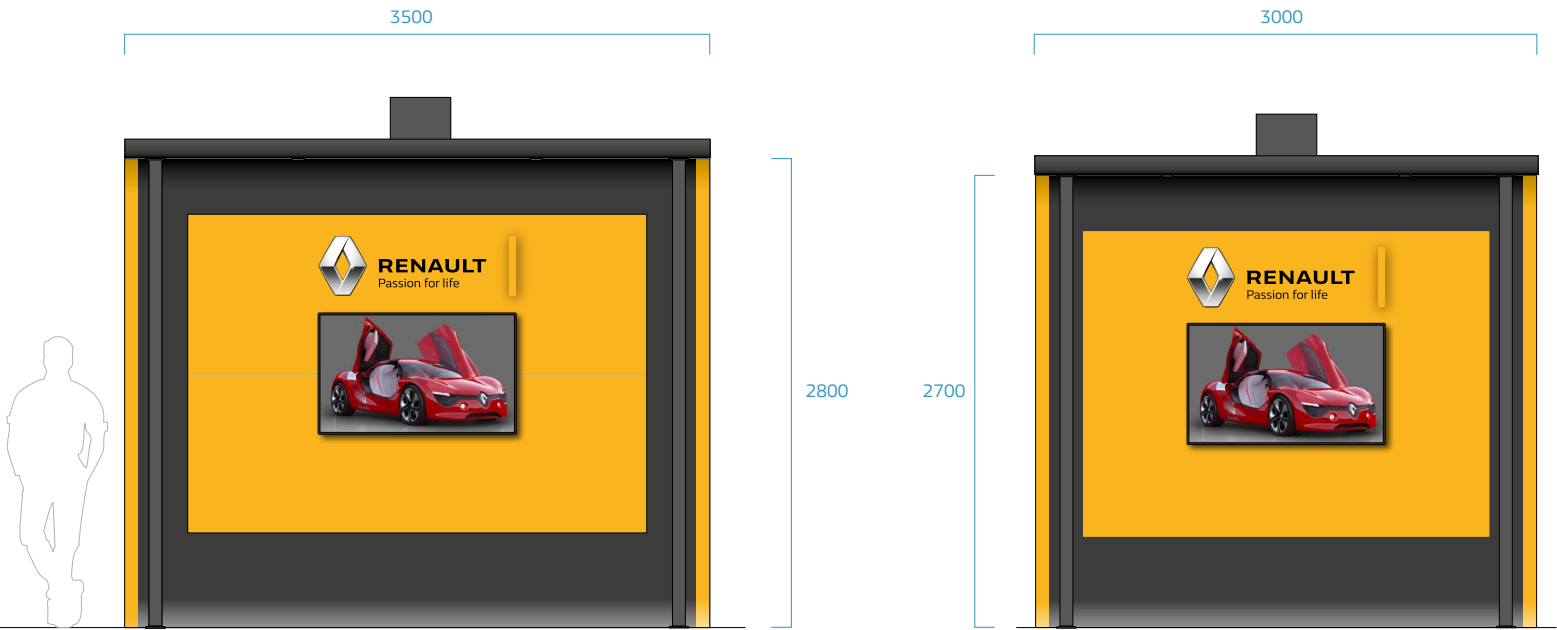 3500
3000
RENAULT
Passion for life
RENAULT
Passion for life
2800
2700